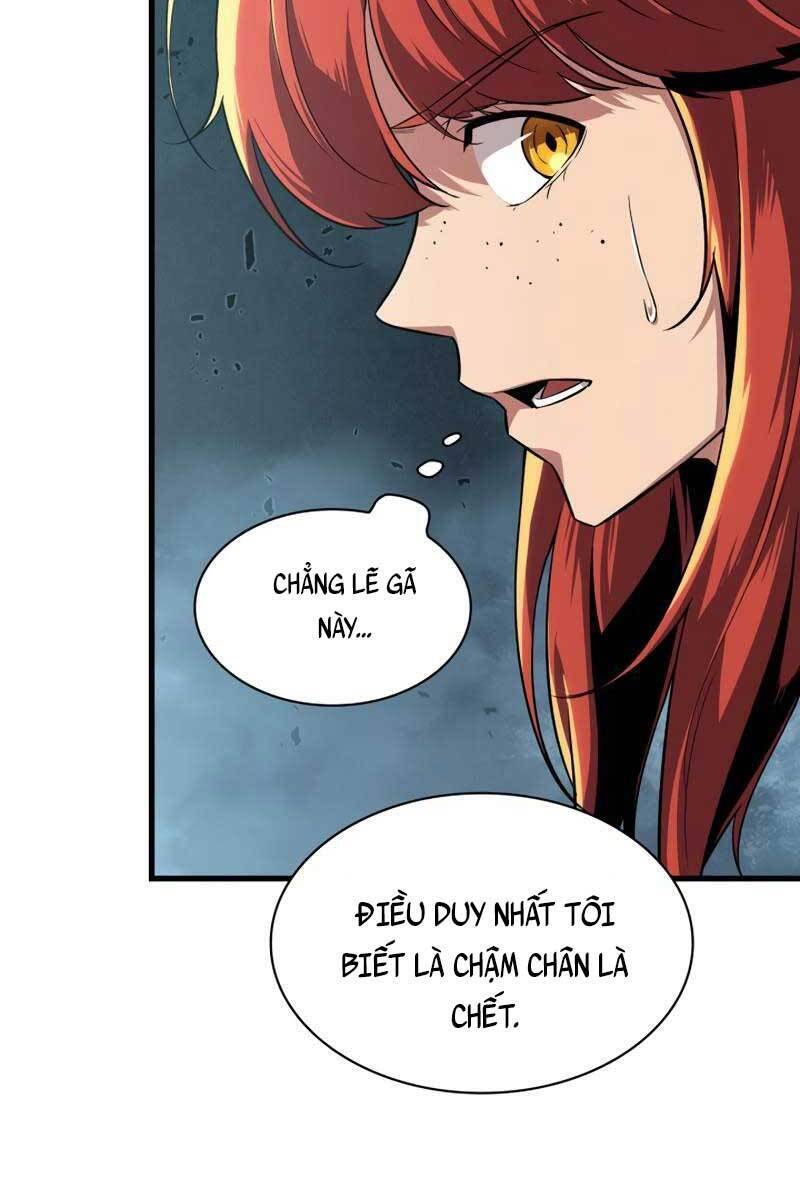 CHẲNG LẼ GÃ
NÀY...
ĐIỀU DUY NHẤT TÔI
BIẾT LÀ CHẬM CHÂN LÀ
CHẾT.